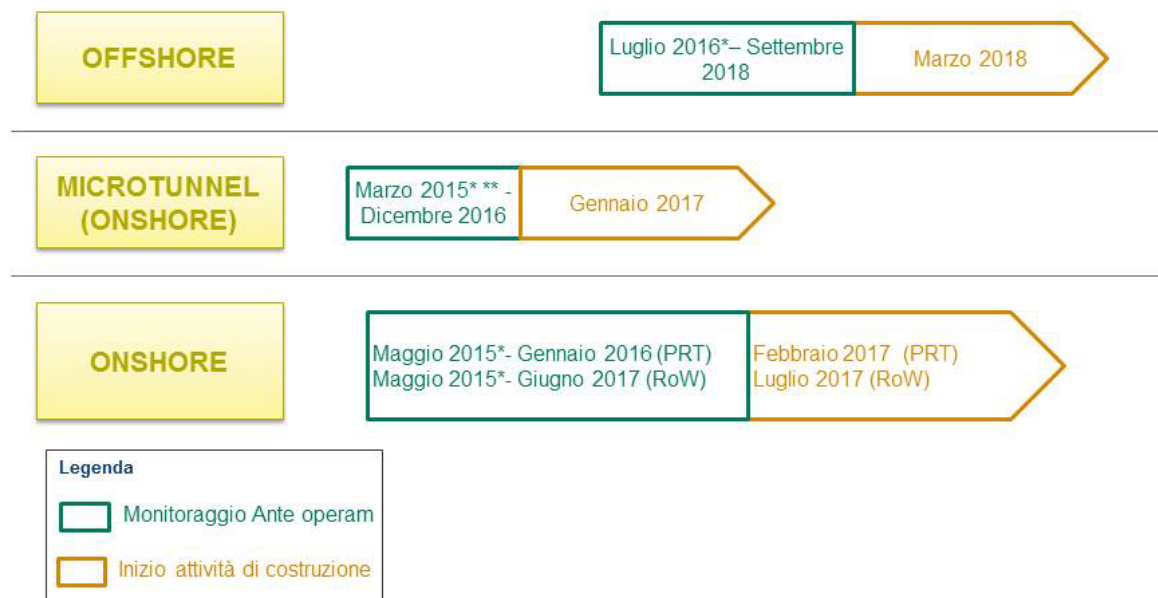 OFFSHORE
Luglio 2016*– Settembre
2018
Marzo 2018
MICROTUNNEL
(ONSHORE)
Marzo 2015* ** -
Dicembre 2016
Gennaio 2017
ONSHORE
Maggio 2015*- Gennaio 2016 (PRT)
Maggio 2015*- Giugno 2017 (RoW)
Febbraio 2017 (PRT)
Luglio 2017 (RoW)
Legenda
Monitoraggio Ante operam
Inizio attività di costruzione